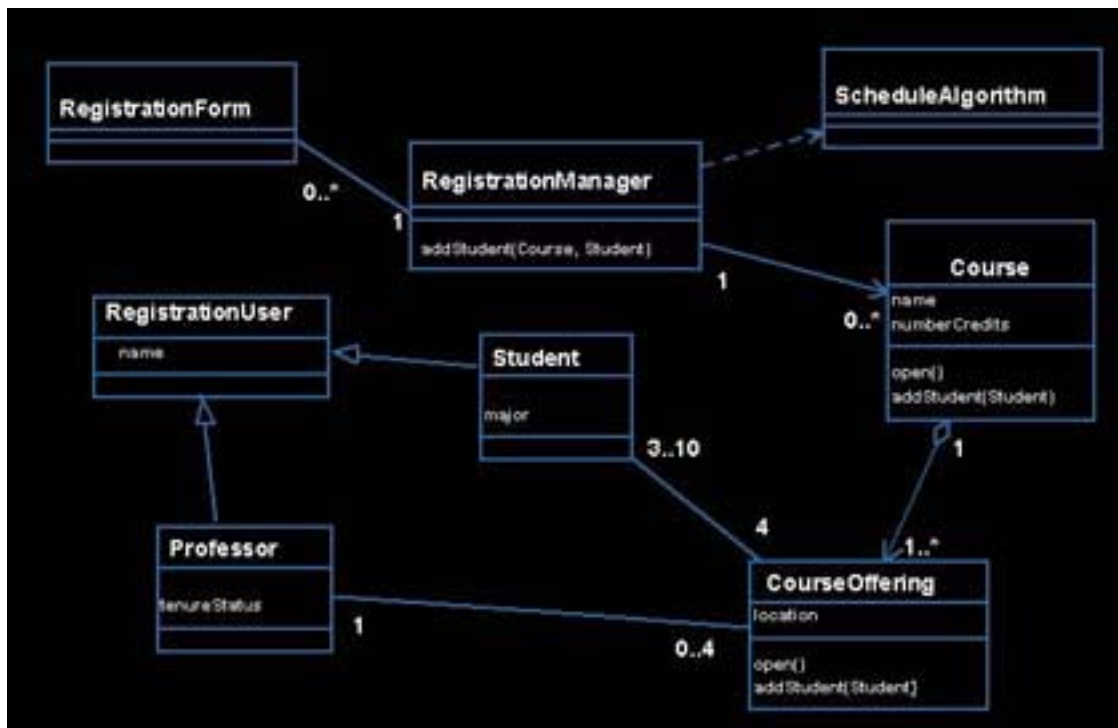 RegistrationForm
0..*
ScheduleAlgorithm
RegistrationManager
1
addStudent(Course, Student)
1
0..*
Course
name
numberCredits
open()
addStudent(Student)
1
RegistrationUser
name
Student
major
3..10
4
1..*
Professor
tenureStatus
1
0..4
CourseOffering
location
open()
addStudent(Student]